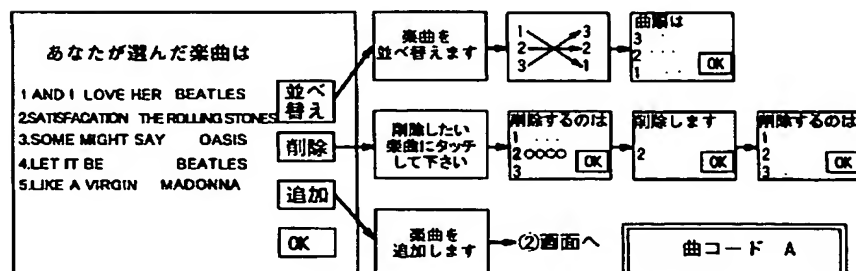 あなたが選んだ楽曲は
1 AND I LOVE HER BEATLES
2.SATISFACATION THE ROLLING STONES
3.SOME MIGHT SAY OASIS
4.LET IT BE BEATLES
5.LIKE A VIRGIN MADONNA
並べ
替え
削除
追加
OK
楽曲を
並べ替えます
1 3
2 2
3 1
曲順は
3 ...
2 ...
1 ...
OK
削除したい
楽曲にタッチ
して下さい
削除するのは
1 ...
2 ○○○○
3
OK
削除します
2
OK
削除するのは
1
2
3
OK
楽曲を
追加します
②画面へ
曲コード A